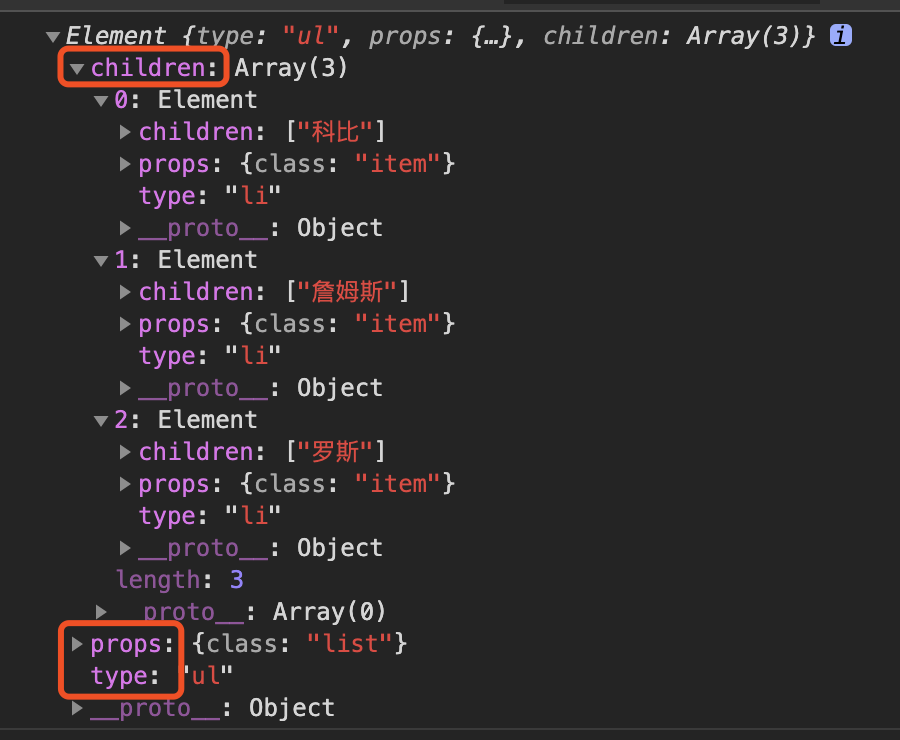 Element {type: "ul", props: {…}, children: Array(3)} i
children: Array(3)
0: Element
children: ["科比"]
props: {class: "item"}
type: "li"
__proto__: Object
1: Element
children: ["詹姆斯"]
props: {class: "item"}
type: "li"
__proto__: Object
2: Element
children: ["罗斯"]
props: {class: "item"}
type: "li"
__proto__: Object
length: 3
__proto__: Array(0)
props: {class: "list"}
type: "ul"
__proto__: Object